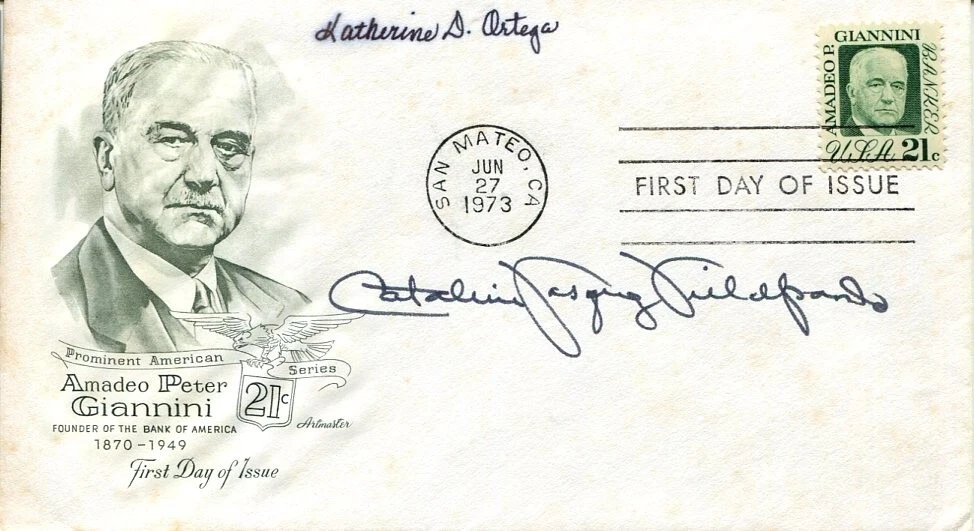 Katherine D. Ortega
AMADEO P. GIANNINI
BANKER
USA 21c
SAN MATEO, CA
JUN
27
1973
FIRST DAY OF ISSUE
Catalina Vasquez Villalpando
Prominent American Series
Amadeo Peter
Giannini
21c
FOUNDER OF THE BANK OF AMERICA
Artmaster
1870-1949
First Day of Issue